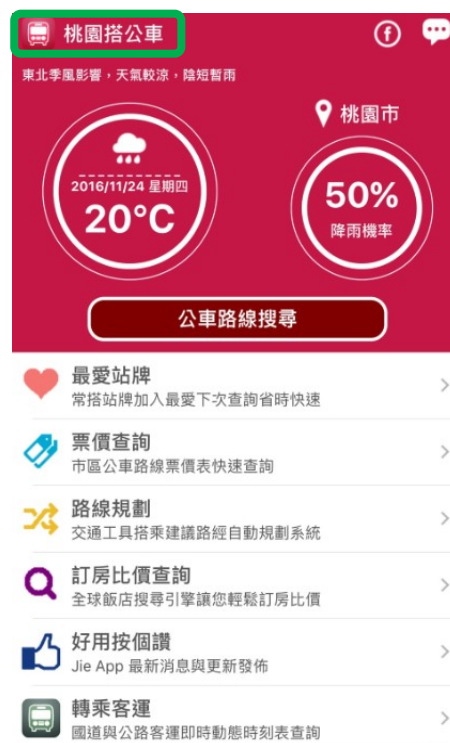 桃園搭公車
東北季風影響，天氣較涼，陰短暫雨
桃園市
2016/11/24 星期四
20°C
50%
降雨機率
公車路線搜尋
最愛站牌
常搭站牌加入最愛下次查詢省時快速
票價查詢
市區公車路線票價表快速查詢
路線規劃
交通工具搭乘建議路經自動規劃系統
訂房比價查詢
全球飯店搜尋引擎讓您輕鬆訂房比價
好用按個讚
Jie App 最新消息與更新發佈
轉乘客運
國道與公路客運即時動態時刻表查詢